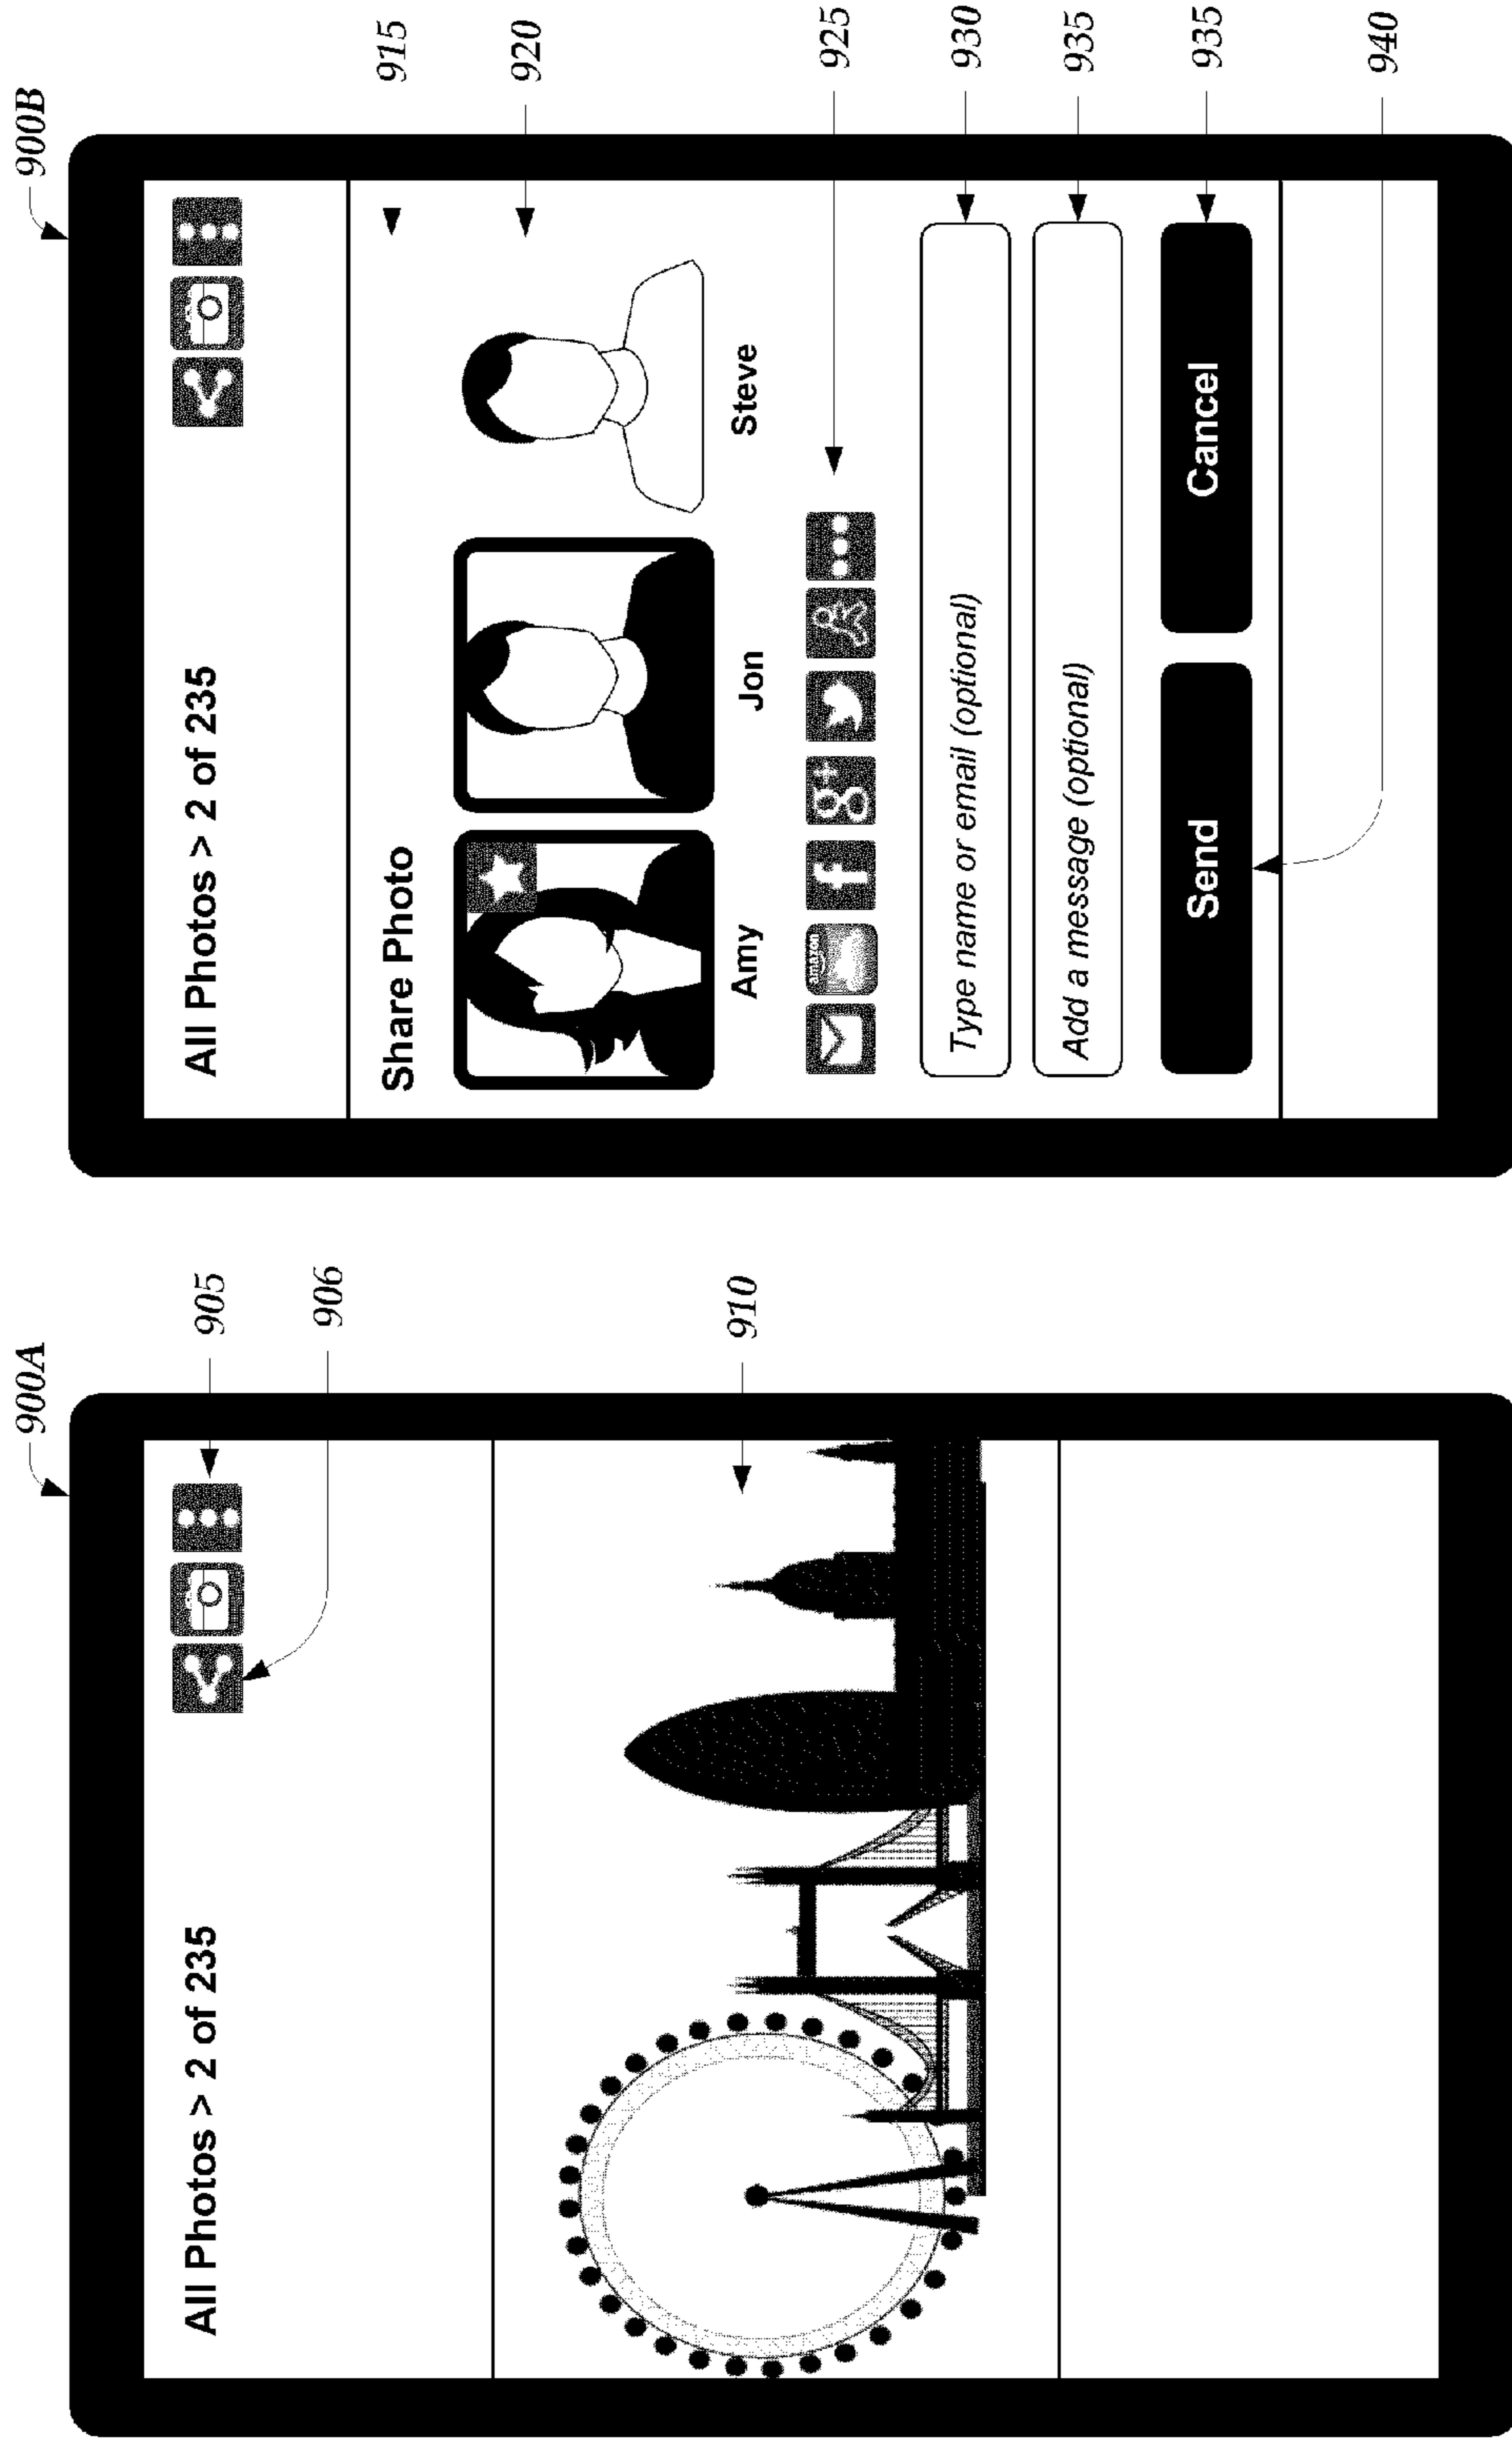 900A
All Photos > 2 of 235
905
906
910
900B
All Photos > 2 of 235
Share Photo
915
920
Amy
Jon
Steve
amazon
f
g+
925
Type name or email (optional)
930
Add a message (optional)
935
Send
Cancel
935
940